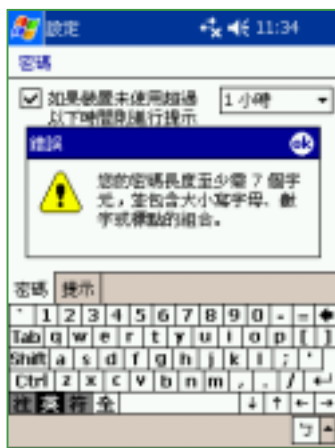 設定 11:34
密碼
如果裝置未使用超過 1 小時
以下時間則進行提示
錯誤 ok
您的密碼長度至少需 7 個字
元，並包含大小寫字母、數
字或標點的組合。
密碼 提示
` 1 2 3 4 5 6 7 8 9 0 - =
Tab q w e r t y u i o p [ ]
Shift a s d f g h j k l ; '
Ctrl z x c v b n m , . /
注 英 符 全
ㄅ